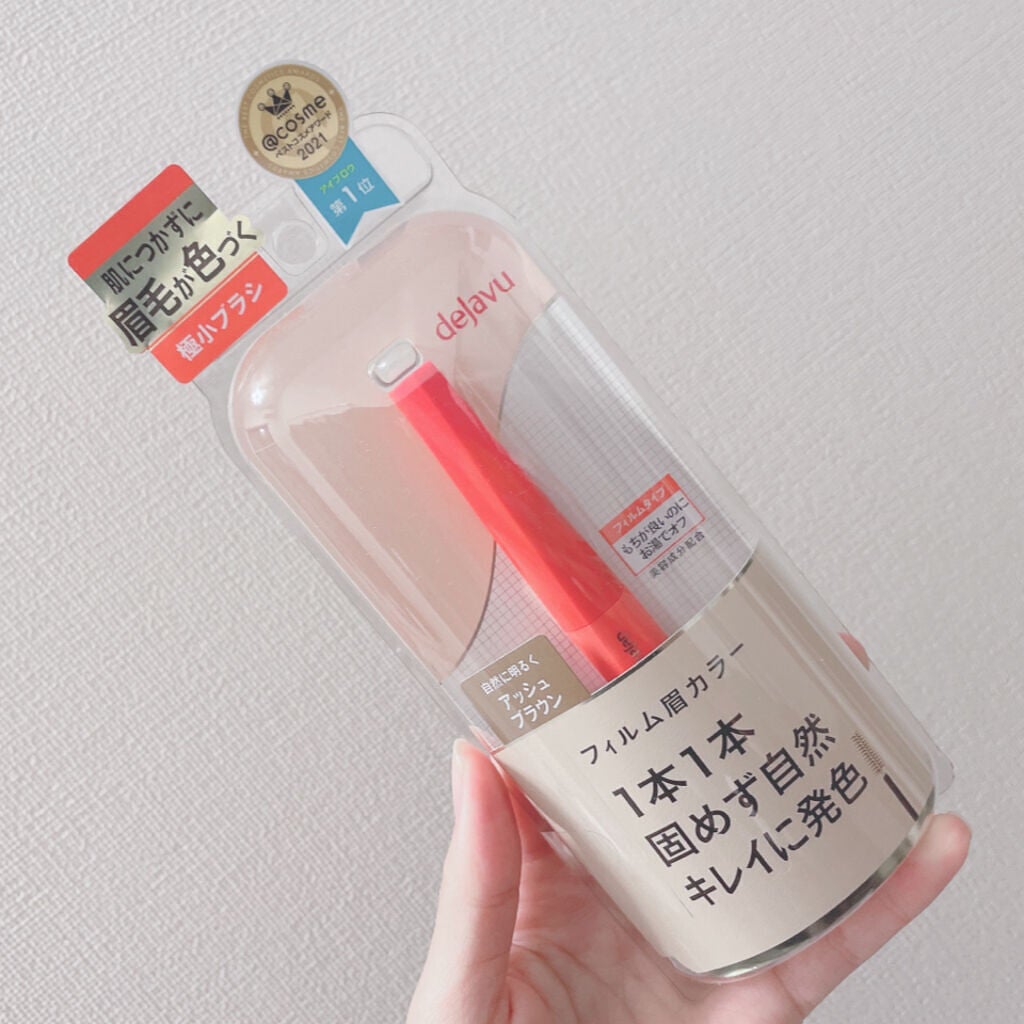 @cosme
ベストコスメアワード
2021
アイブロウ
第1位
肌につかずに
眉毛が色づく
極小ブラシ
dejavu
フィルムタイプ
もちが良いのに
お湯でオフ
美容成分配合
自然に明るく
アッシュ
ブラウン
フィルム眉カラー
1本1本
固めず自然
キレイに発色